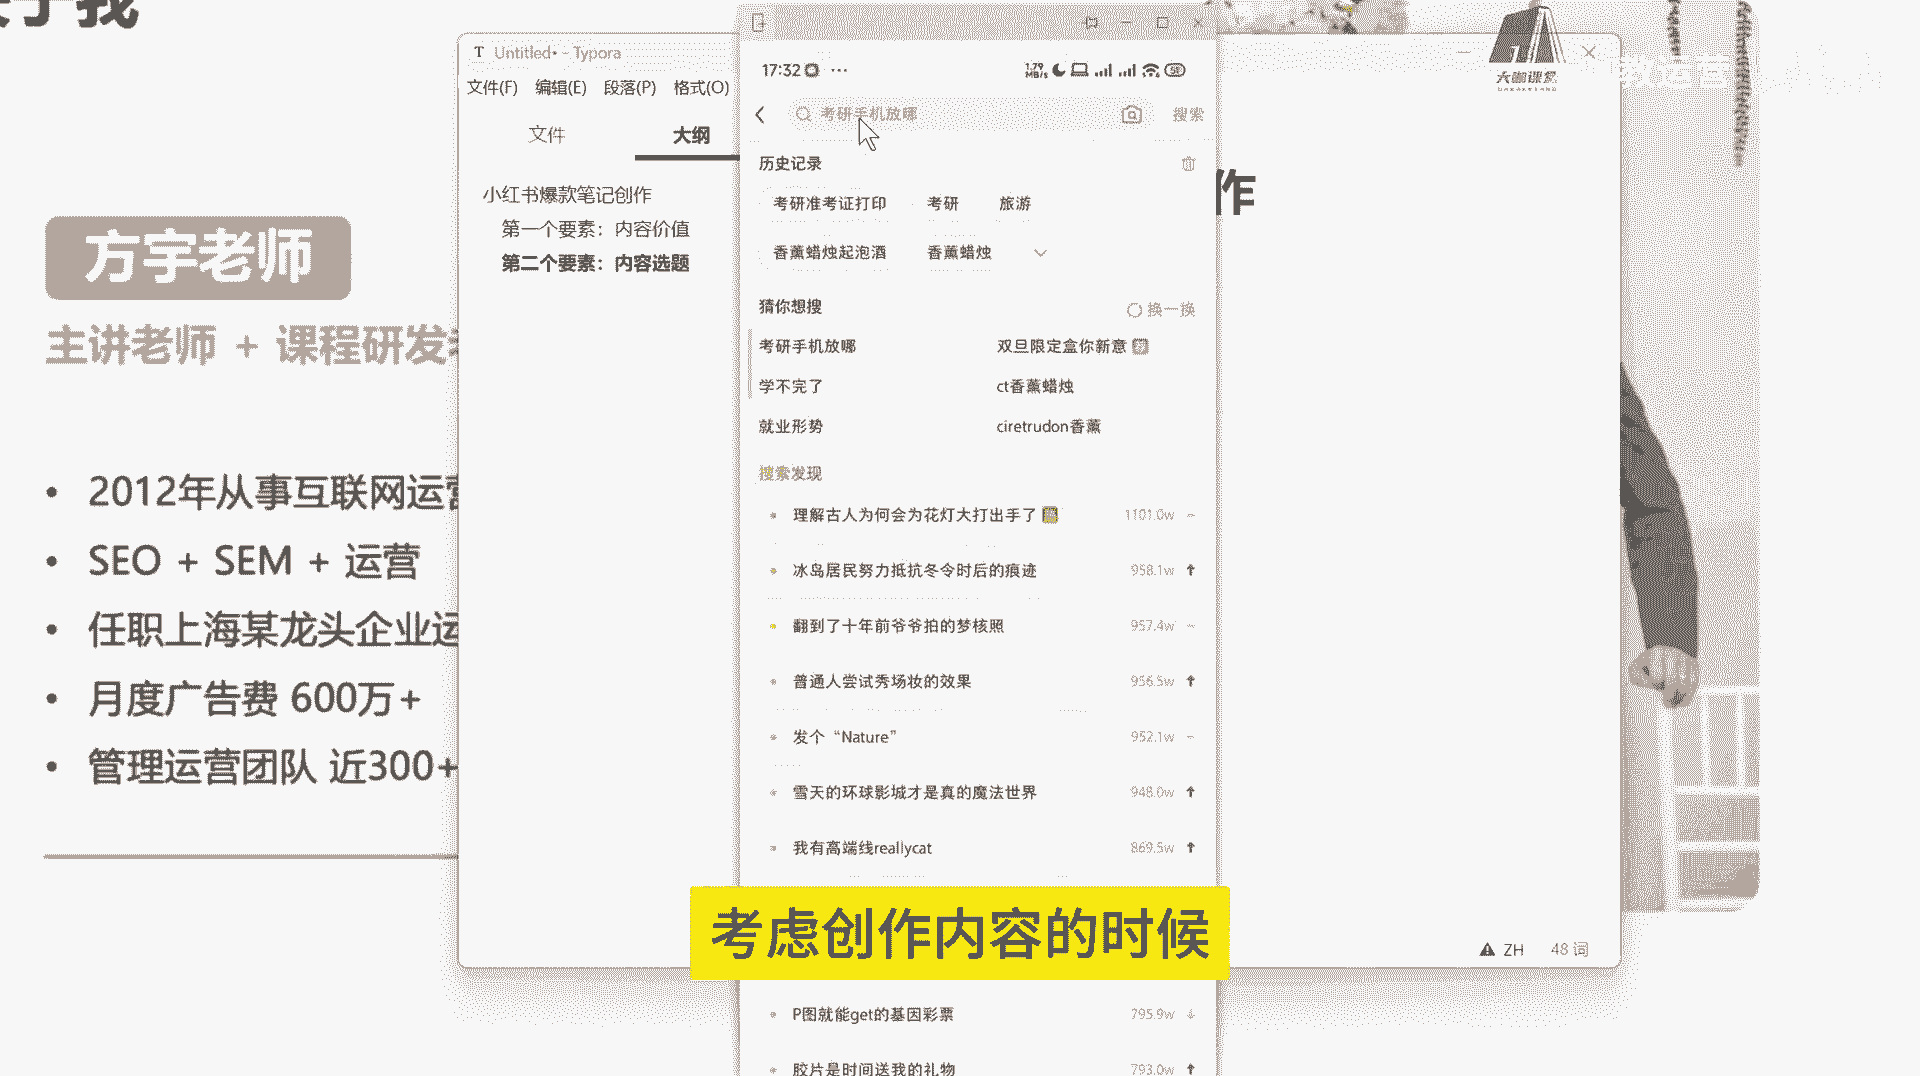 于我
方宇老师
主讲老师 + 课程研发
2012年从事互联网运营
SEO + SEM + 运营
任职上海某龙头企业运
月度广告费 600万+
管理运营团队 近300+
T Untitled• - Typora
文件(F) 编辑(E) 段落(P) 格式(O)
文件 大纲
小红书爆款笔记创作
第一个要素：内容价值
第二个要素：内容选题
作
17:32 ···
1.79 MB/s
考研手机放哪 搜索
历史记录
考研准考证打印 考研 旅游
香薰蜡烛起泡酒 香薰蜡烛
猜你想搜 换一换
考研手机放哪 双旦限定盒你新意
学不完了 ct香薰蜡烛
就业形势 ciretrudon香薰
搜索发现
理解古人为何会为花灯大打出手了 1101.0w
冰岛居民努力抵抗冬令时后的痕迹 958.1w
翻到了十年前爷爷拍的梦核照 957.4w
普通人尝试秀场妆的效果 956.5w
发个“Nature” 952.1w
雪天的环球影城才是真的魔法世界 948.0w
我有高端线reallycat 869.5w
考虑创作内容的时候
P图就能get的基因彩票 795.9w
胶片是时间送我的礼物 793.0w
大咖课堂
ZH 48 词